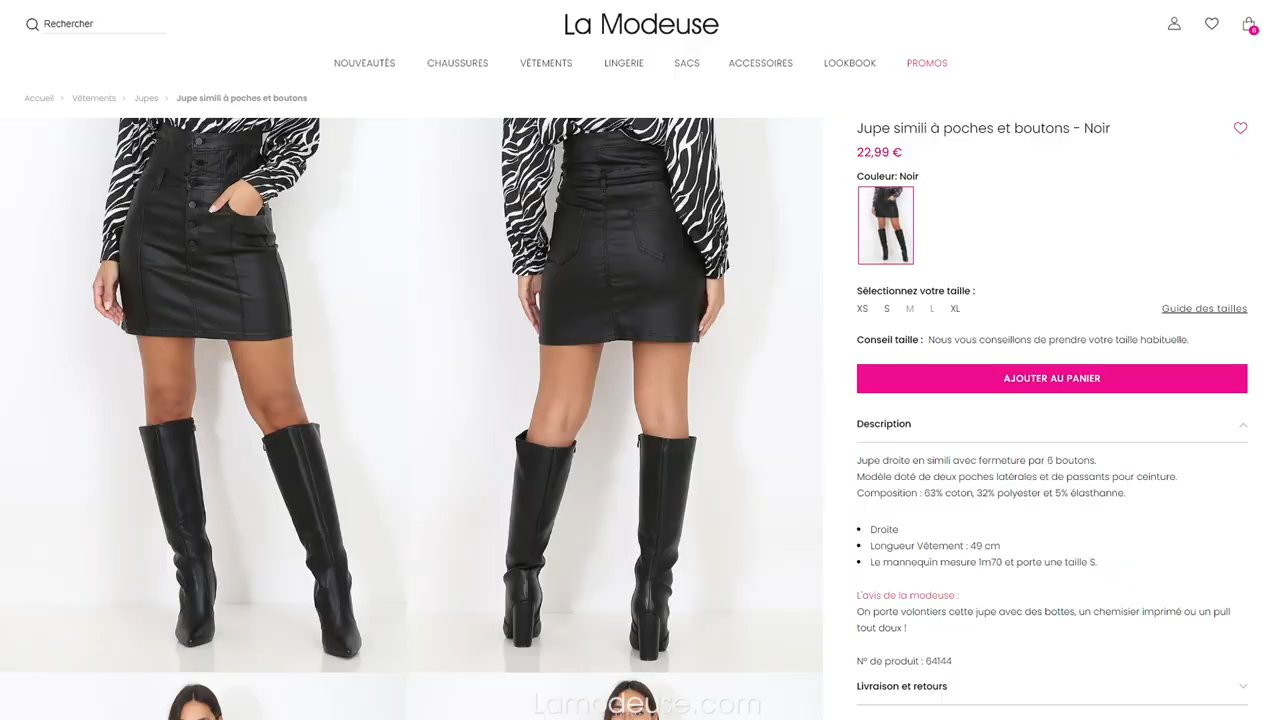 Rechercher
La Modeuse
6
NOUVEAUTÉS CHAUSSURES VÊTEMENTS LINGERIE SACS ACCESSOIRES LOOKBOOK PROMOS
Accueil > Vêtements > Jupes > Jupe simili à poches et boutons
Jupe simili à poches et boutons - Noir
22,99 €
Couleur: Noir
Sélectionnez votre taille :
XS S M L XL Guide des tailles
Conseil taille : Nous vous conseillons de prendre votre taille habituelle.
AJOUTER AU PANIER
Description
Jupe droite en simili avec fermeture par 6 boutons.
Modèle doté de deux poches latérales et de passants pour ceinture.
Composition : 63% coton, 32% polyester et 5% élasthanne.
• Droite
• Longueur Vêtement : 49 cm
• Le mannequin mesure 1m70 et porte une taille S.
L'avis de la modeuse :
On porte volontiers cette jupe avec des bottes, un chemisier imprimé ou un pull
tout doux !
N° de produit : 64144
Livraison et retours
Lamodeuse.com